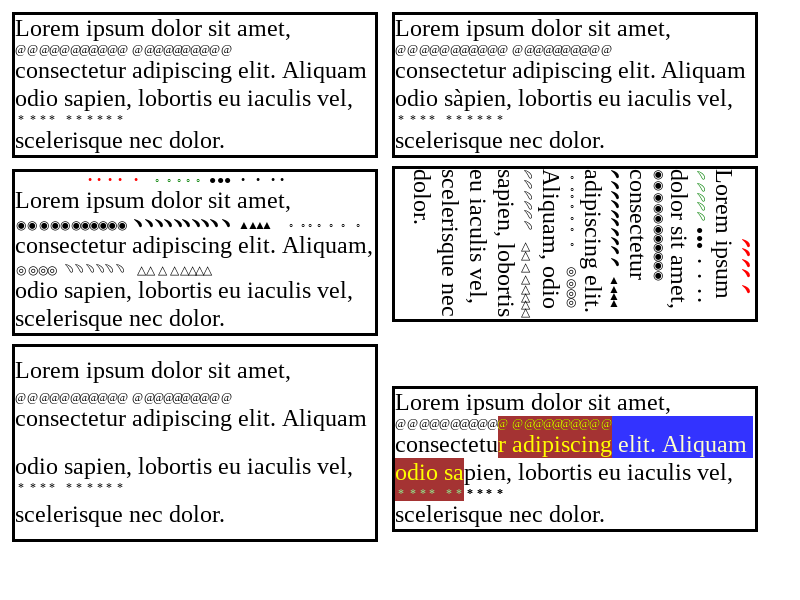 Lorem ipsum dolor sit amet,
consectetur adipiscing elit. Aliquam
odio sapien, lobortis eu iaculis vel,
scelerisque nec dolor.
Lorem ipsum dolor sit amet,
consectetur adipiscing elit. Aliquam
odio sàpien, lobortis eu iaculis vel,
scelerisque nec dolor.
Lorem ipsum dolor sit amet,
consectetur adipiscing elit. Aliquam,
odio sapien, lobortis eu iaculis vel,
scelerisque nec dolor.
Lorem ipsum
dolor sit amet,
consectetur
adipiscing elit.
Aliquam, odio
sapien, lobortis
eu iaculis vel,
scelerisque nec
dolor.
Lorem ipsum dolor sit amet,
consectetur adipiscing elit. Aliquam
odio sapien, lobortis eu iaculis vel,
scelerisque nec dolor.
Lorem ipsum dolor sit amet,
consectetur adipiscing elit. Aliquam
odio sapien, lobortis eu iaculis vel,
scelerisque nec dolor.